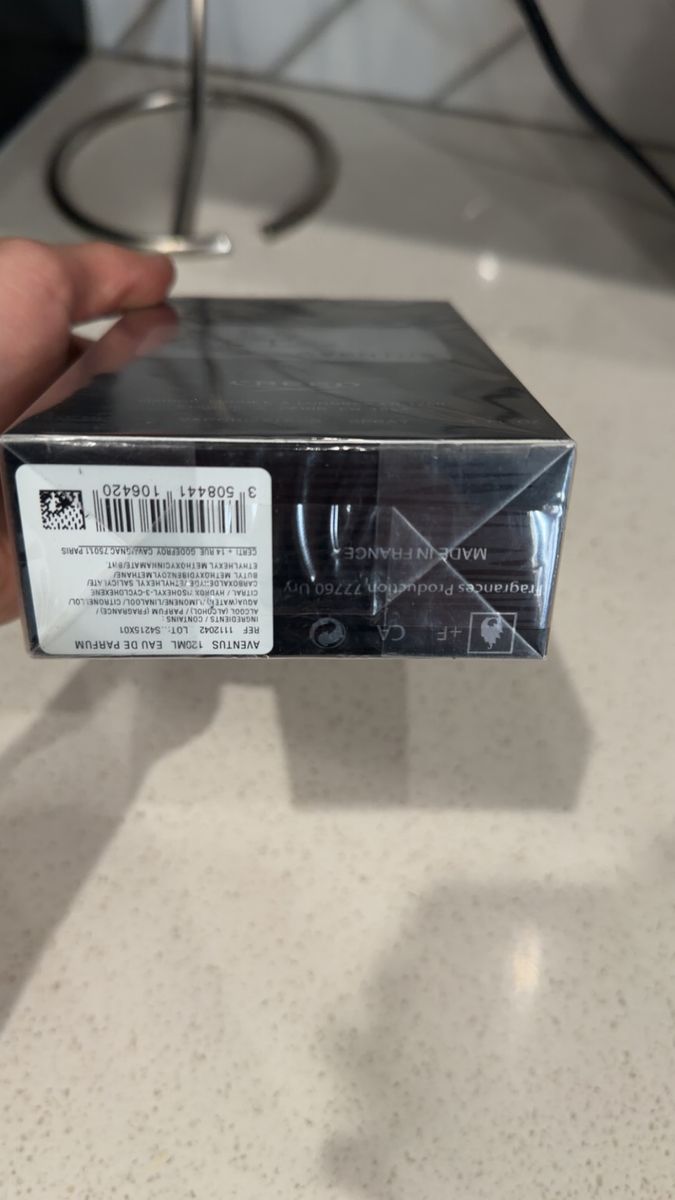 AVENTUS 120ML EAU DE PARFUM
REF 1112042 LOT:..S4215X01
INGREDIENTS / CONTAINS :
ALCOOL (ALCOHOL) / PARFUM (FRAGRANCE) /
AQUA (WATER) / LIMONENE / LINALOOL / CITRONELLOL /
CITRAL / HYDROXYISOHEXYL-3-CYCLOHEXENE
CARBOXALDEHYDE / ETHYLHEXYL SALICYLATE /
BUTYL METHOXYDIBENZOYLMETHANE /
ETHYLHEXYL METHOXYCINNAMATE / BNT.
14 RUE GODEFROY CAVAIGNAC 75011 PARIS
3 508441 106420
+F CA
Fragrances Production 77760 Ury
MADE IN FRANCE
CREED